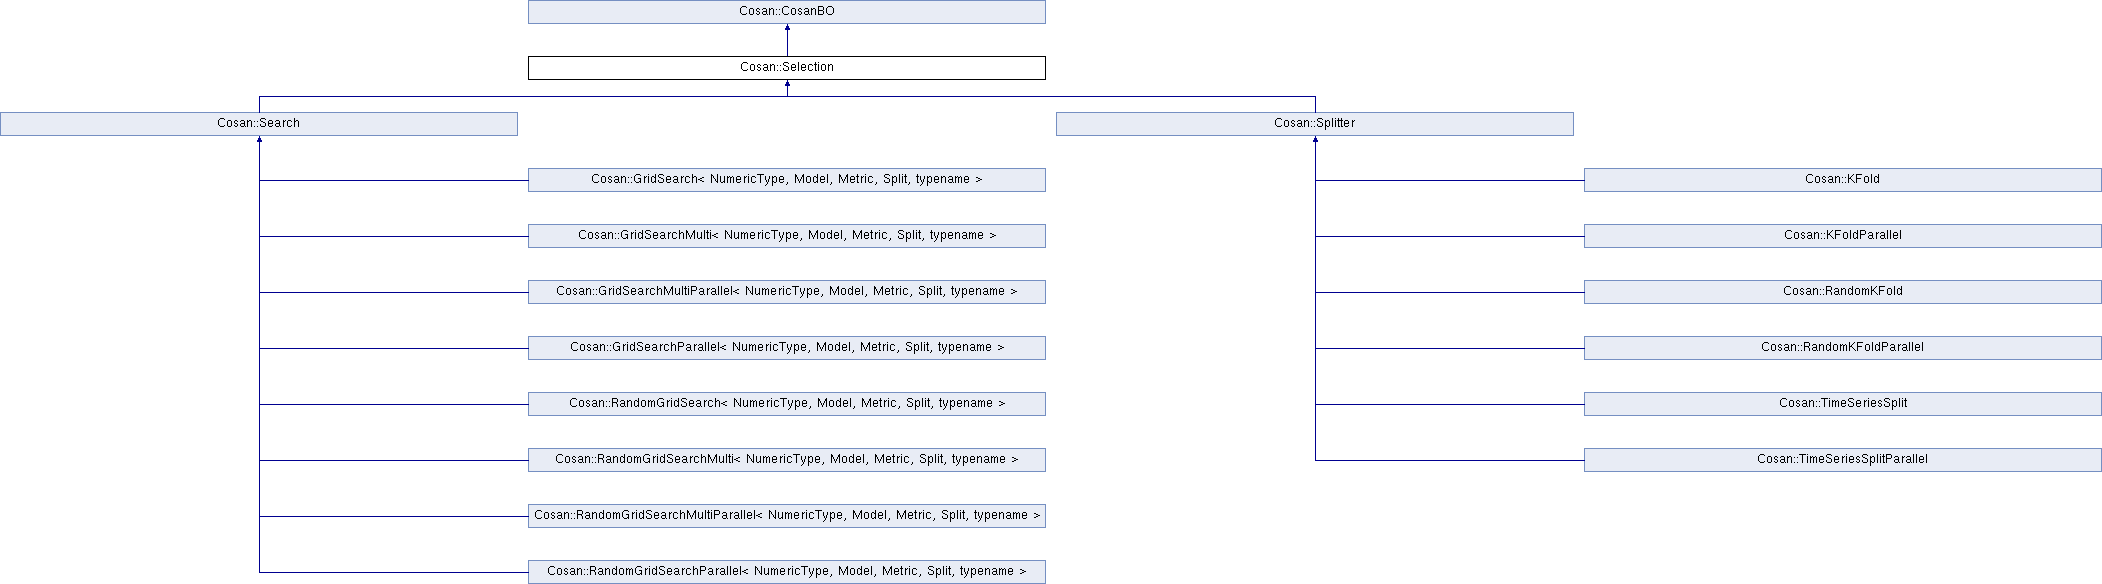 Cosan::CosanBO
Cosan::Selection
Cosan::Search
Cosan::Splitter
Cosan::GridSearch< NumericType, Model, Metric, Split, typename >
Cosan::KFold
Cosan::GridSearchMulti< NumericType, Model, Metric, Split, typename >
Cosan::KFoldParallel
Cosan::GridSearchMultiParallel< NumericType, Model, Metric, Split, typename >
Cosan::RandomKFold
Cosan::GridSearchParallel< NumericType, Model, Metric, Split, typename >
Cosan::RandomKFoldParallel
Cosan::RandomGridSearch< NumericType, Model, Metric, Split, typename >
Cosan::TimeSeriesSplit
Cosan::RandomGridSearchMulti< NumericType, Model, Metric, Split, typename >
Cosan::TimeSeriesSplitParallel
Cosan::RandomGridSearchMultiParallel< NumericType, Model, Metric, Split, typename >
Cosan::RandomGridSearchParallel< NumericType, Model, Metric, Split, typename >